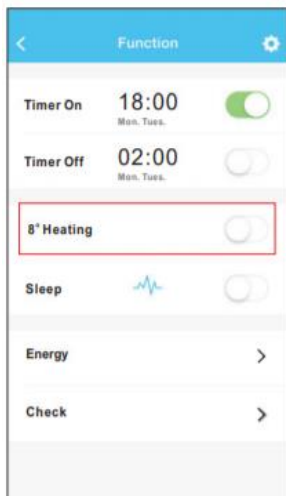 Function
Timer On 18:00
Mon. Tues.
Timer Off 02:00
Mon. Tues.
8° Heating
Sleep
Energy
Check